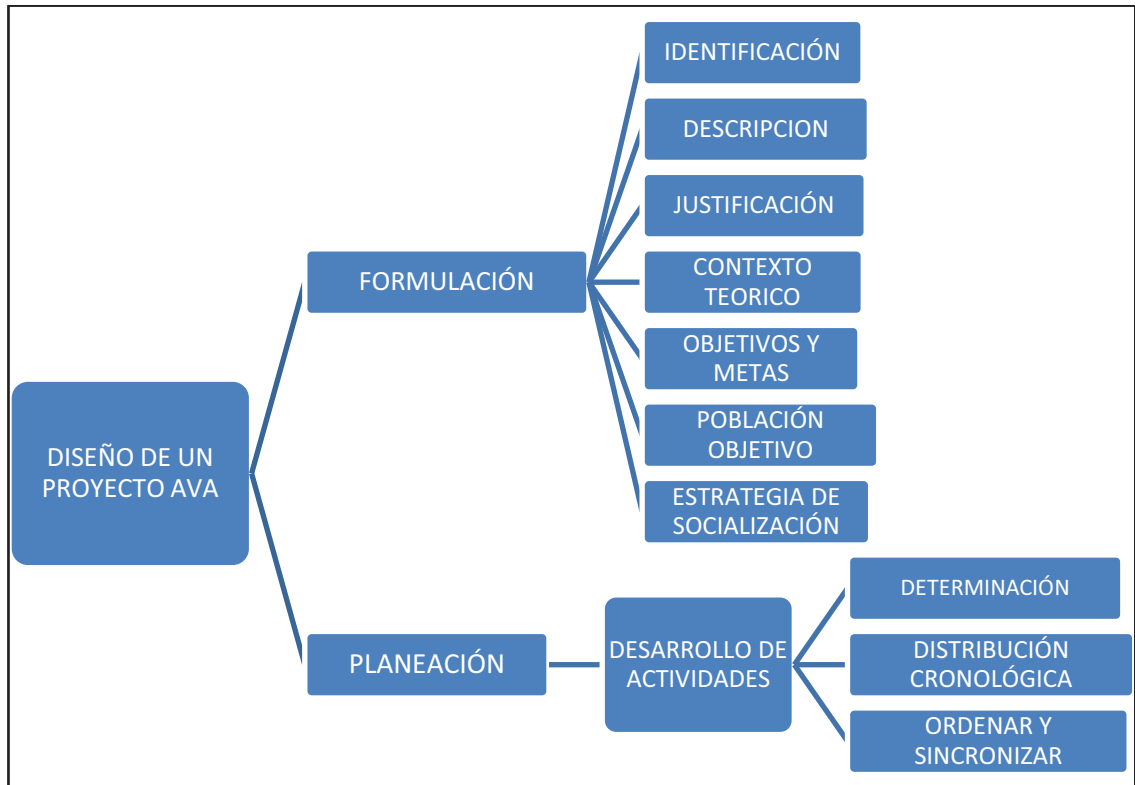 IDENTIFICACIÓN
DESCRIPCION
JUSTIFICACIÓN
FORMULACIÓN
CONTEXTO
TEORICO
OBJETIVOS Y
METAS
POBLACIÓN
OBJETIVO
DISEÑO DE UN
PROYECTO AVA
ESTRATEGIA DE
SOCIALIZACIÓN
PLANEACIÓN
DESARROLLO DE
ACTIVIDADES
DETERMINACIÓN
DISTRIBUCIÓN
CRONOLÓGICA
ORDENAR Y
SINCRONIZAR